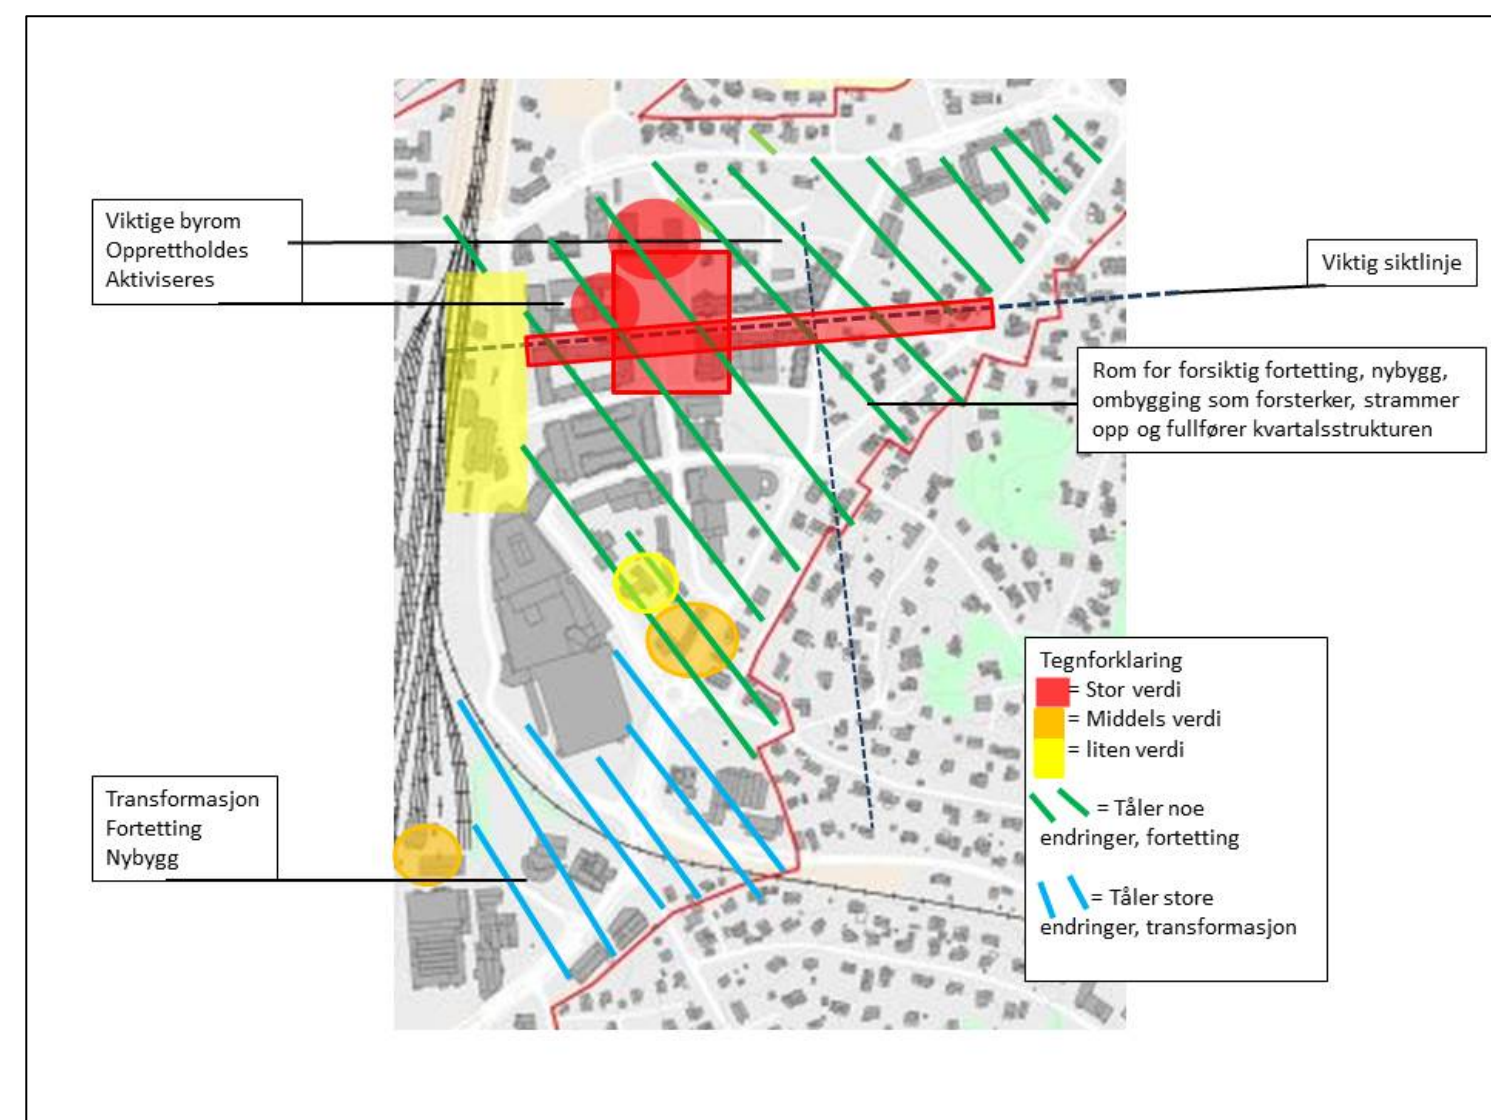 Viktige byrom
Opprettholdes
Aktiviseres
Viktig siktlinje
Rom for forsiktig fortetting, nybygg,
ombygging som forsterker, strammer
opp og fullfører kvartalsstrukturen
Transformasjon
Fortetting
Nybygg
Tegnforklaring
= Stor verdi
= Middels verdi
= liten verdi
= Tåler noe
endringer, fortetting
= Tåler store
endringer, transformasjon